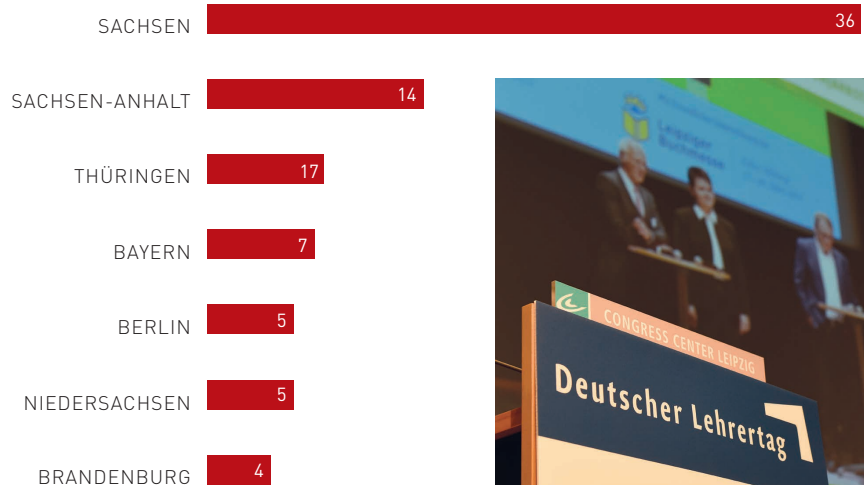 SACHSEN 36
SACHSEN-ANHALT 14
THÜRINGEN 17
BAYERN 7
BERLIN 5
NIEDERSACHSEN 5
BRANDENBURG 4
Leipziger
Buchmesse
CONGRESS CENTER LEIPZIG
Deutscher Lehrertag